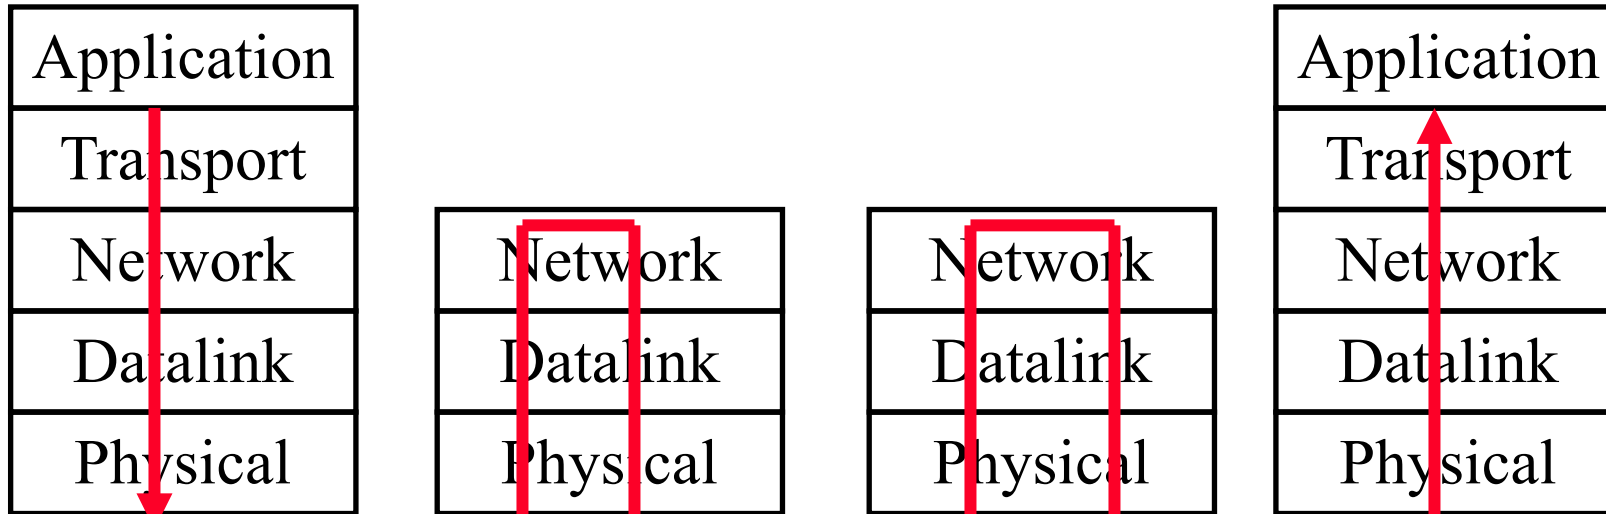 Application
Transport
Network
Datalink
Physical
Network
Datalink
Physical
Network
Datalink
Physical
Application
Transport
Network
Datalink
Physical